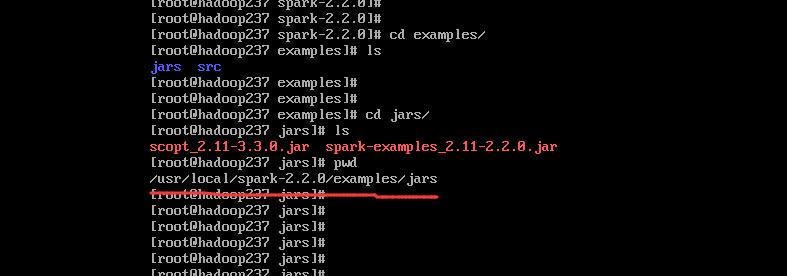 [root@hadoop237 spark-2.2.0]#
[root@hadoop237 spark-2.2.0]#
[root@hadoop237 spark-2.2.0]# cd examples/
[root@hadoop237 examples]# ls
jars  src
[root@hadoop237 examples]#
[root@hadoop237 examples]#
[root@hadoop237 examples]# cd jars/
[root@hadoop237 jars]# ls
scopt_2.11-3.3.0.jar  spark-examples_2.11-2.2.0.jar
[root@hadoop237 jars]# pwd
/usr/local/spark-2.2.0/examples/jars
[root@hadoop237 jars]#
[root@hadoop237 jars]#
[root@hadoop237 jars]#
[root@hadoop237 jars]#
[root@hadoop237 jars]#
[root@hadoop237 jars]#